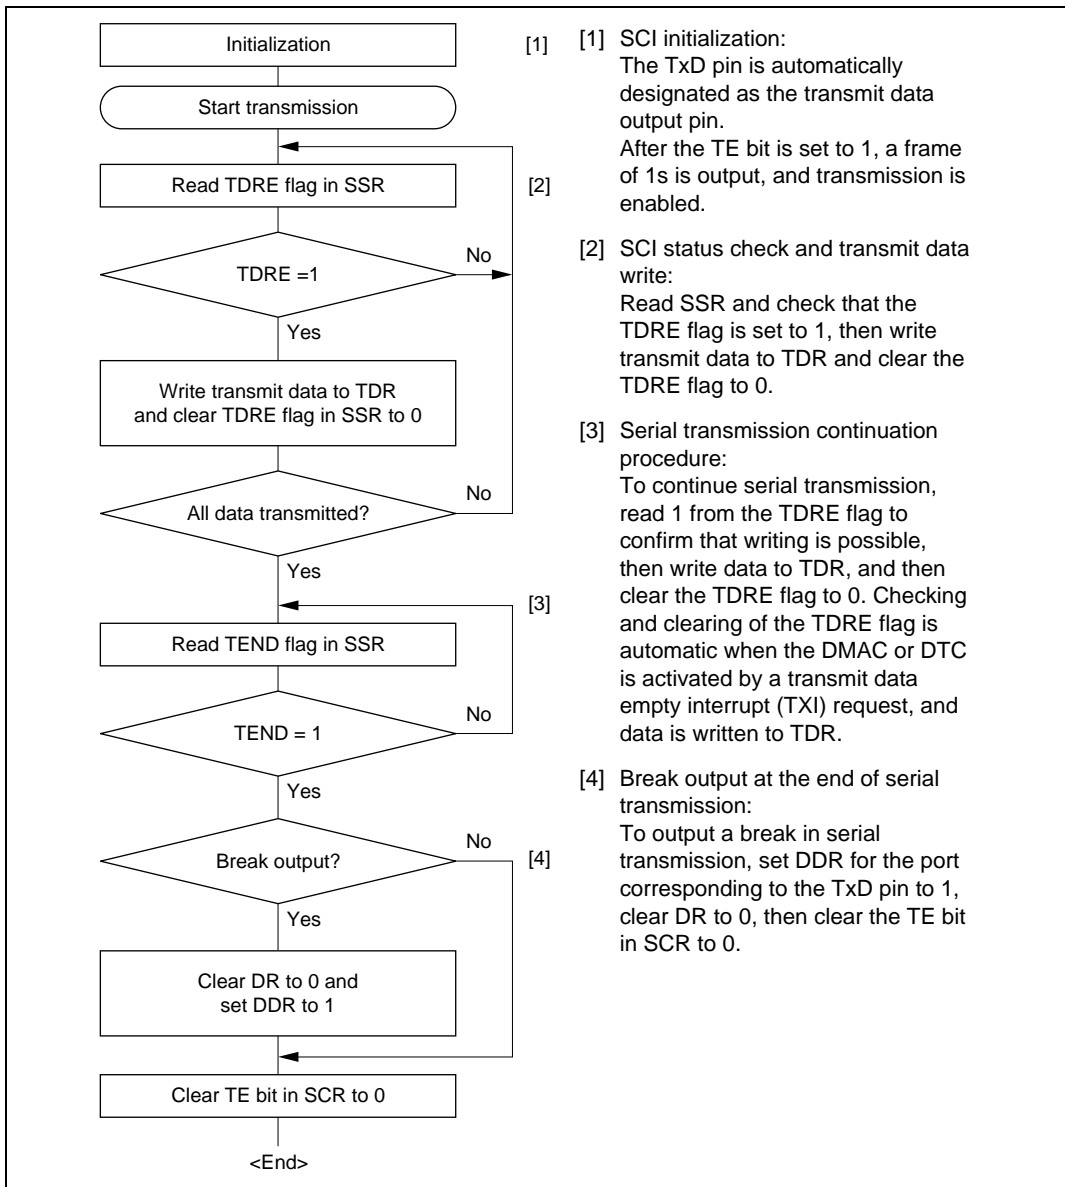 Initialization
[1]
Start transmission
Read TDRE flag in SSR
[2]
TDRE =1
No
Yes
Write transmit data to TDR
and clear TDRE flag in SSR to 0
All data transmitted?
No
Yes
[3]
Read TEND flag in SSR
TEND = 1
No
Yes
Break output?
No
[4]
Yes
Clear DR to 0 and
set DDR to 1
Clear TE bit in SCR to 0
<End>
[1] SCI initialization:
The TxD pin is automatically
designated as the transmit data
output pin.
After the TE bit is set to 1, a frame
of 1s is output, and transmission is
enabled.
[2] SCI status check and transmit data
write:
Read SSR and check that the
TDRE flag is set to 1, then write
transmit data to TDR and clear the
TDRE flag to 0.
[3] Serial transmission continuation
procedure:
To continue serial transmission,
read 1 from the TDRE flag to
confirm that writing is possible,
then write data to TDR, and then
clear the TDRE flag to 0. Checking
and clearing of the TDRE flag is
automatic when the DMAC or DTC
is activated by a transmit data
empty interrupt (TXI) request, and
data is written to TDR.
[4] Break output at the end of serial
transmission:
To output a break in serial
transmission, set DDR for the port
corresponding to the TxD pin to 1,
clear DR to 0, then clear the TE bit
in SCR to 0.